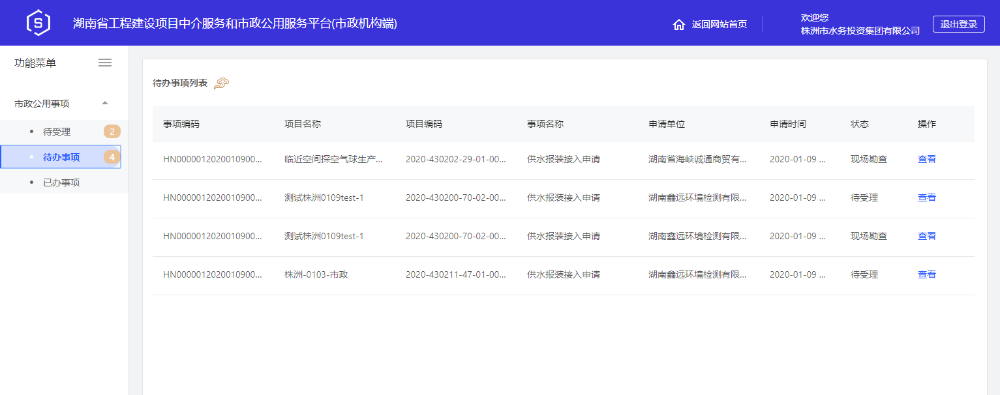 S
湖南省工程建设项目中介服务和市政公用服务平台(市政机构端)
返回网站首页
欢迎您
株洲市水务投资集团有限公司
退出登录
功能菜单
市政公用事项
待受理 2
待办事项 4
已办事项
待办事项列表
事项编码 项目名称 项目编码 事项名称 申请单位 申请时间 状态 操作
HN0000012020010900... 临近空间探空气球生产... 2020-430202-29-01-00... 供水报装接入申请 湖南省海峡诚通商贸有... 2020-01-09 ... 现场勘查 查看
HN0000012020010900... 测试株洲0109test-1 2020-430200-70-02-00... 供水报装接入申请 湖南鑫远环境检测有限... 2020-01-09 ... 待受理 查看
HN0000012020010900... 测试株洲0109test-1 2020-430200-70-02-00... 供水报装接入申请 湖南鑫远环境检测有限... 2020-01-09 ... 现场勘查 查看
HN0000012020010900... 株洲-0103-市政 2020-430211-47-01-00... 供水报装接入申请 湖南鑫远环境检测有限... 2020-01-09 ... 待受理 查看